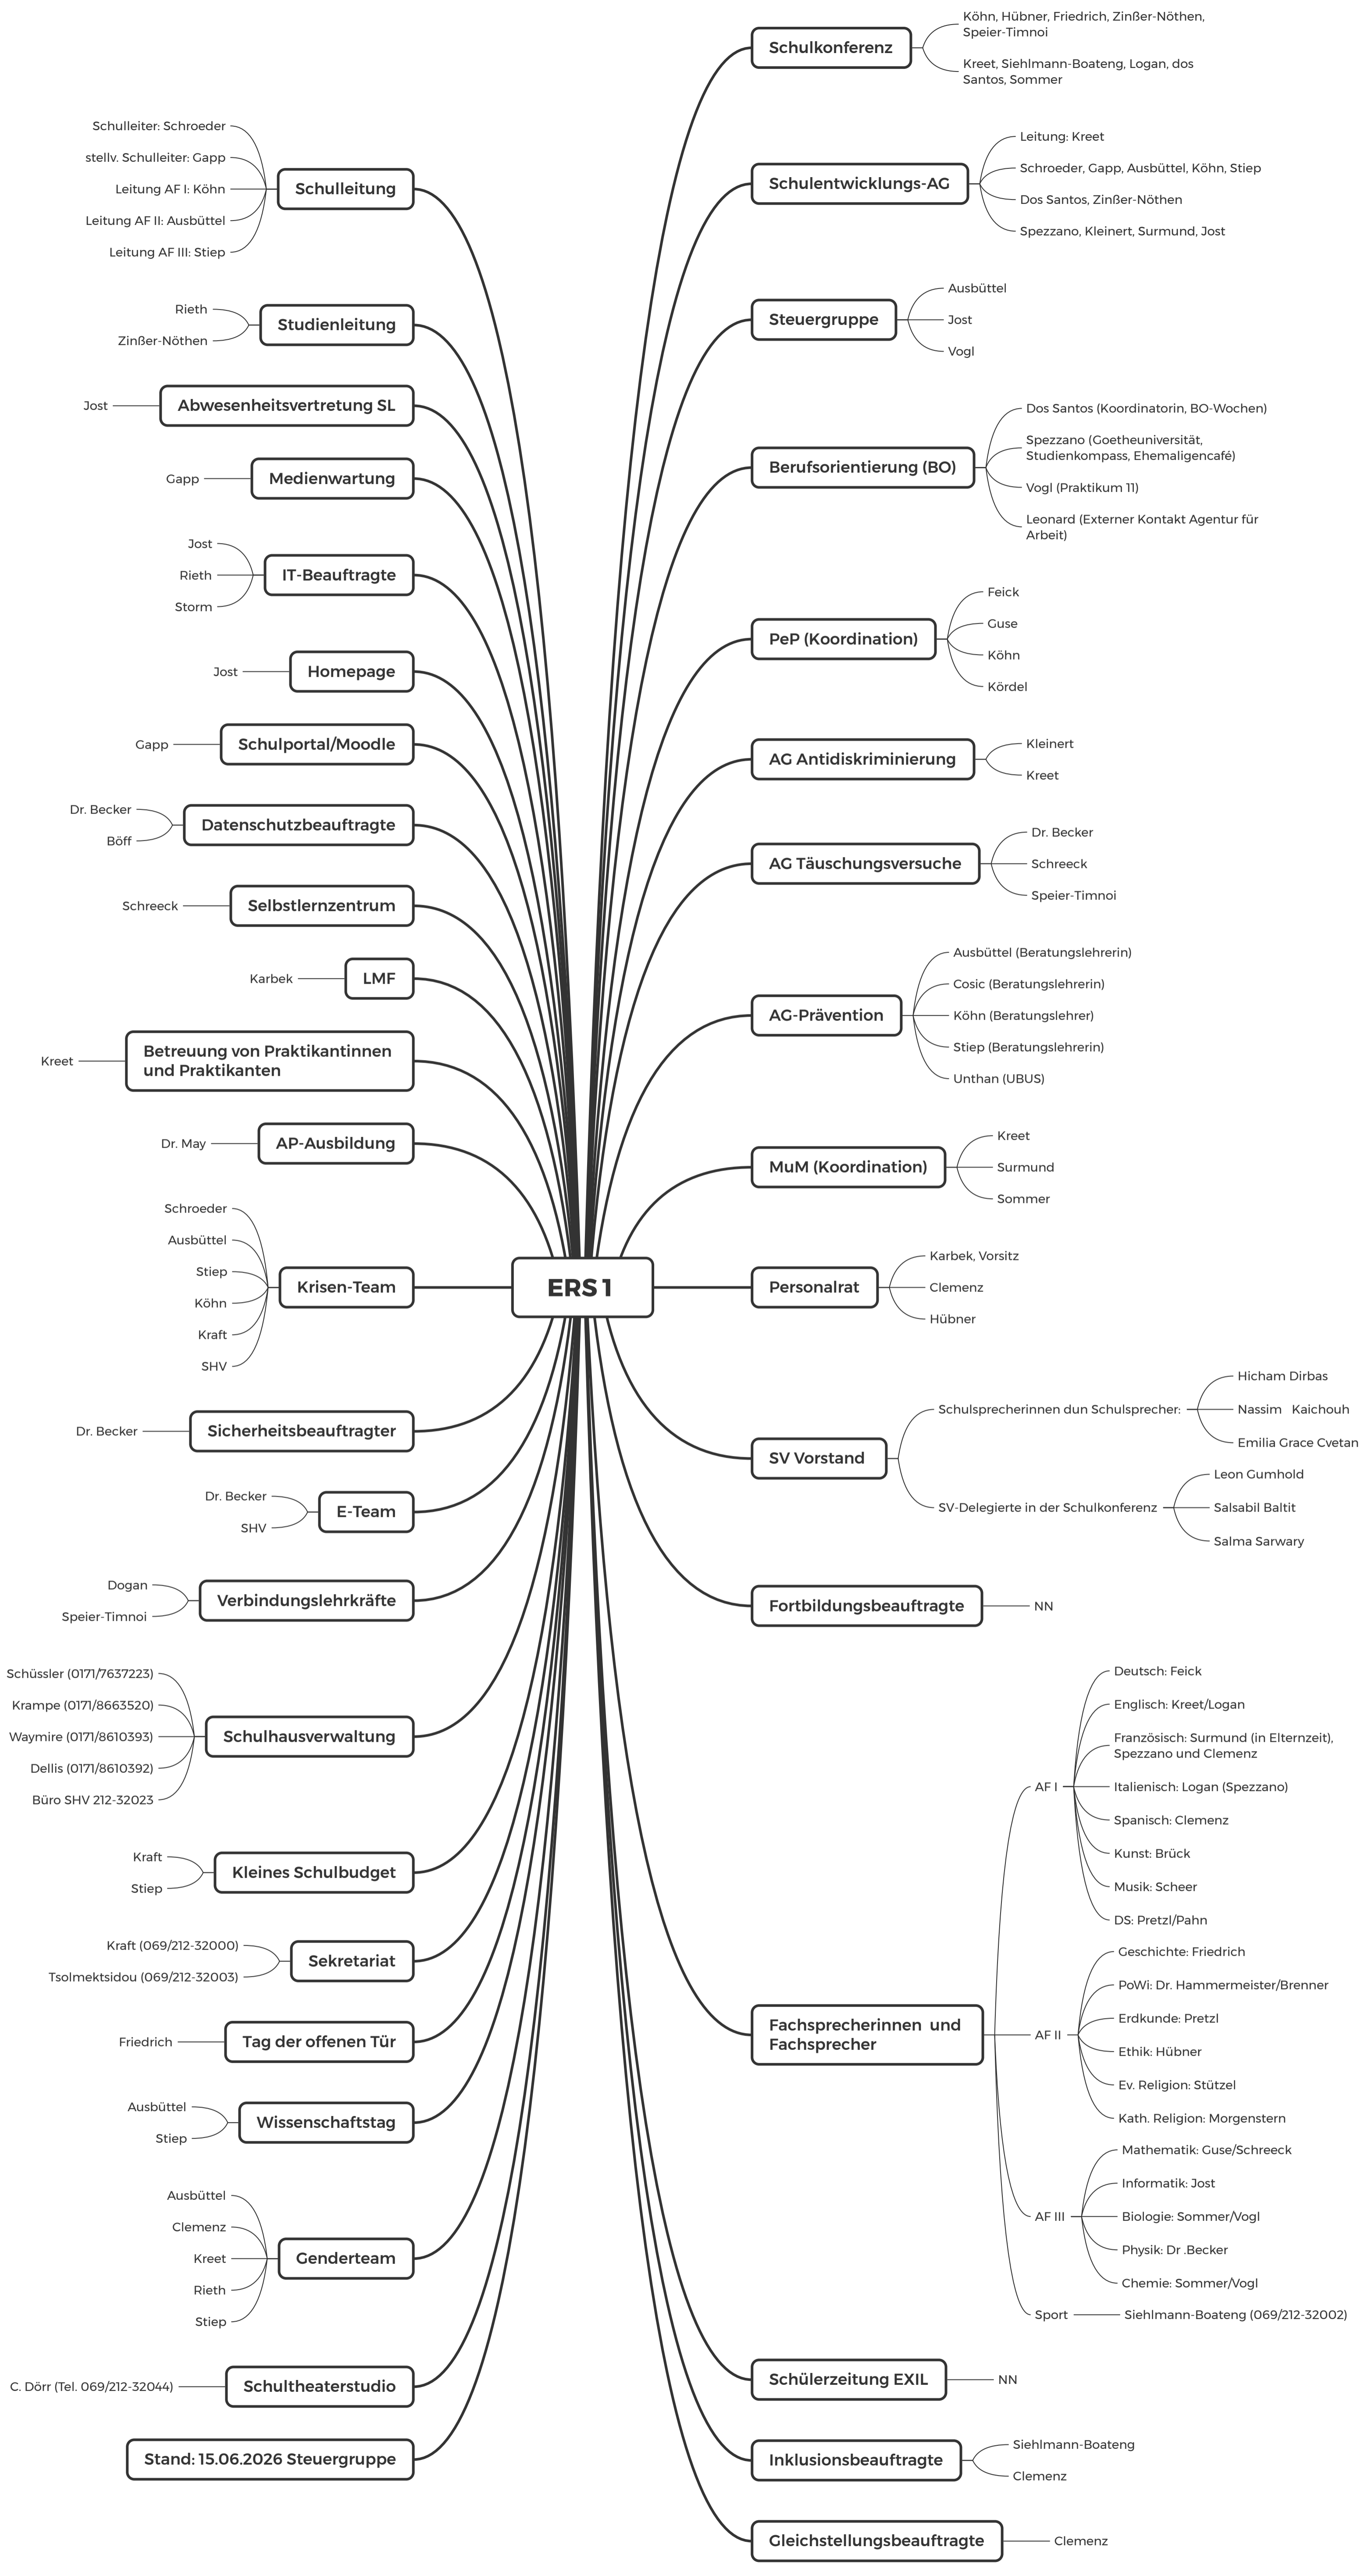 ERS 1
Schulleitung
Schulleiter: Schroeder
stellv. Schulleiter: Gapp
Leitung AF I: Köhn
Leitung AF II: Ausbüttel
Leitung AF III: Stiep
Studienleitung
Rieth
Zinßer-Nöthen
Abwesenheitsvertretung SL
Jost
Medienwartung
Gapp
IT-Beauftragte
Jost
Rieth
Storm
Homepage
Jost
Schulportal/Moodle
Gapp
Datenschutzbeauftragte
Dr. Becker
Böff
Selbstlernzentrum
Schreeck
LMF
Karbek
Betreuung von Praktikantinnen
und Praktikanten
Kreet
AP-Ausbildung
Dr. May
Krisen-Team
Schroeder
Ausbüttel
Stiep
Köhn
Kraft
SHV
Sicherheitsbeauftragter
Dr. Becker
E-Team
Dr. Becker
SHV
Verbindungslehrkräfte
Dogan
Speier-Timnoi
Schulhausverwaltung
Schüssler (0171/7637223)
Krampe (0171/8663520)
Waymire (0171/8610393)
Dellis (0171/8610392)
Büro SHV 212-32023
Kleines Schulbudget
Kraft
Stiep
Sekretariat
Kraft (069/212-32000)
Tsolmektsidou (069/212-32003)
Tag der offenen Tür
Friedrich
Wissenschaftstag
Ausbüttel
Stiep
Genderteam
Ausbüttel
Clemenz
Kreet
Rieth
Stiep
Schultheaterstudio
C. Dörr (Tel. 069/212-32044)
Stand: 15.06.2026 Steuergruppe
Schulkonferenz
Köhn, Hübner, Friedrich, Zinßer-Nöthen,
Speier-Timnoi
Kreet, Siehlmann-Boateng, Logan, dos
Santos, Sommer
Schulentwicklungs-AG
Leitung: Kreet
Schroeder, Gapp, Ausbüttel, Köhn, Stiep
Dos Santos, Zinßer-Nöthen
Spezzano, Kleinert, Surmund, Jost
Steuergruppe
Ausbüttel
Jost
Vogl
Berufsorientierung (BO)
Dos Santos (Koordinatorin, BO-Wochen)
Spezzano (Goetheuniversität,
Studienkompass, Ehemaligencafé)
Vogl (Praktikum 11)
Leonard (Externer Kontakt Agentur für
Arbeit)
PeP (Koordination)
Feick
Guse
Köhn
Kördel
AG Antidiskriminierung
Kleinert
Kreet
AG Täuschungsversuche
Dr. Becker
Schreeck
Speier-Timnoi
AG-Prävention
Ausbüttel (Beratungslehrerin)
Cosic (Beratungslehrerin)
Köhn (Beratungslehrer)
Stiep (Beratungslehrerin)
Unthan (UBUS)
MuM (Koordination)
Kreet
Surmund
Sommer
Personalrat
Karbek, Vorsitz
Clemenz
Hübner
SV Vorstand
Schulsprecherinnen dun Schulsprecher:
Hicham Dirbas
Nassim Kaichouh
Emilia Grace Cvetan
SV-Delegierte in der Schulkonferenz
Leon Gumhold
Salsabil Baltit
Salma Sarwary
Fortbildungsbeauftragte
NN
Fachsprecherinnen und
Fachsprecher
AF I
Deutsch: Feick
Englisch: Kreet/Logan
Französisch: Surmund (in Elternzeit),
Spezzano und Clemenz
Italienisch: Logan (Spezzano)
Spanisch: Clemenz
Kunst: Brück
Musik: Scheer
DS: Pretzl/Pahn
AF II
Geschichte: Friedrich
PoWi: Dr. Hammermeister/Brenner
Erdkunde: Pretzl
Ethik: Hübner
Ev. Religion: Stützel
Kath. Religion: Morgenstern
AF III
Mathematik: Guse/Schreeck
Informatik: Jost
Biologie: Sommer/Vogl
Physik: Dr .Becker
Chemie: Sommer/Vogl
Sport
Siehlmann-Boateng (069/212-32002)
Schülerzeitung EXIL
NN
Inklusionsbeauftragte
Siehlmann-Boateng
Clemenz
Gleichstellungsbeauftragte
Clemenz